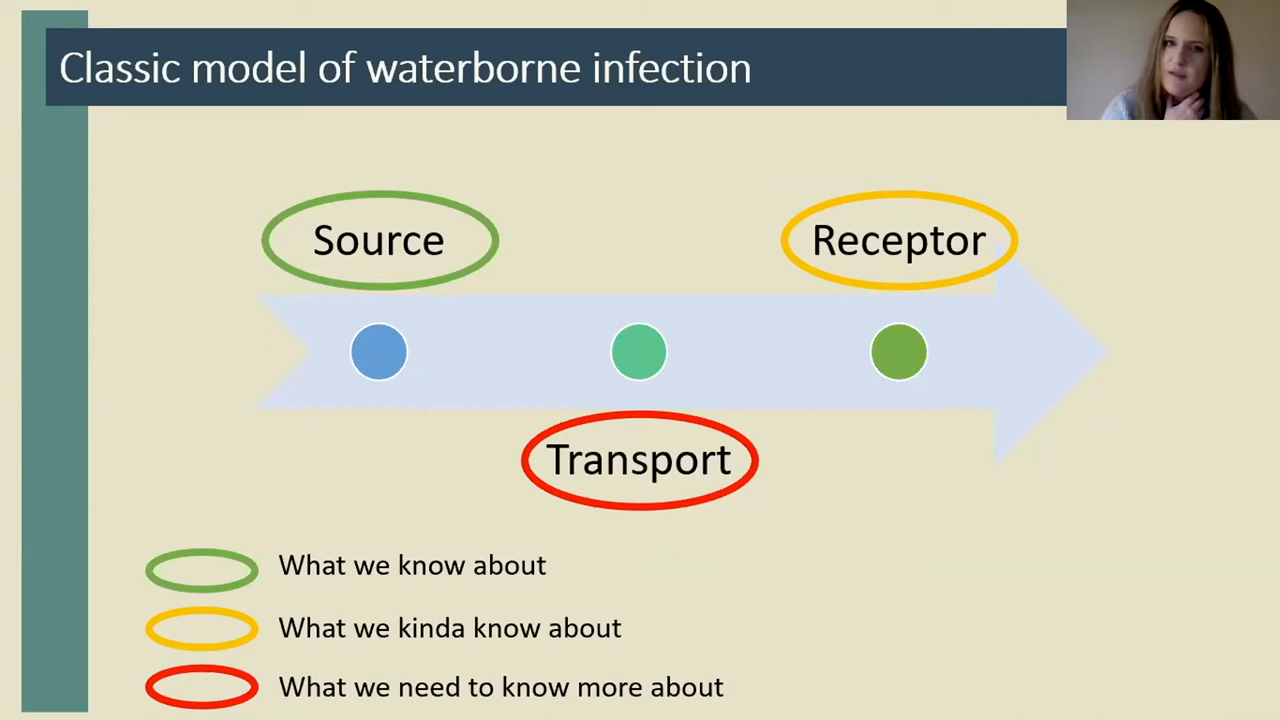 Classic model of waterborne infection
Source
Receptor
Transport
What we know about
What we kinda know about
What we need to know more about